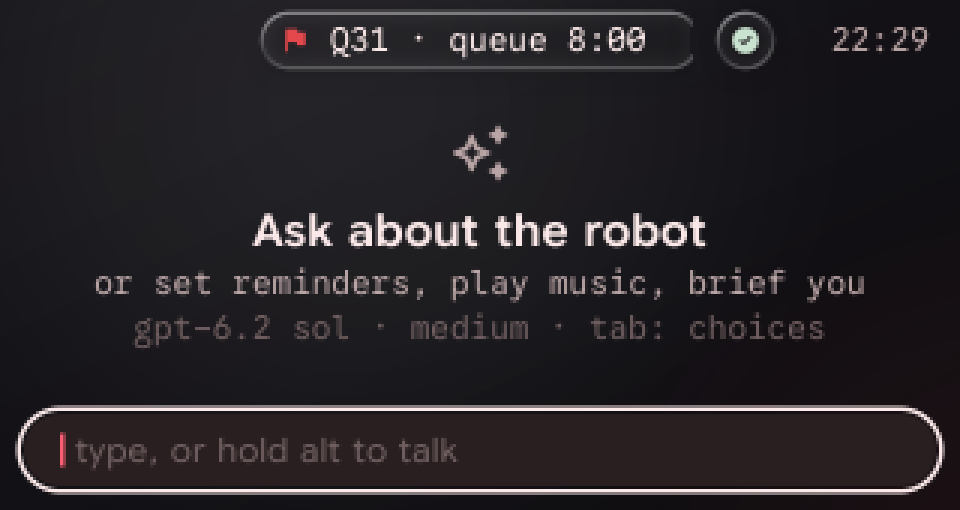 Q31 · queue 8:00
22:29
Ask about the robot
or set reminders, play music, brief you
gpt-6.2 sol · medium · tab: choices
type, or hold alt to talk